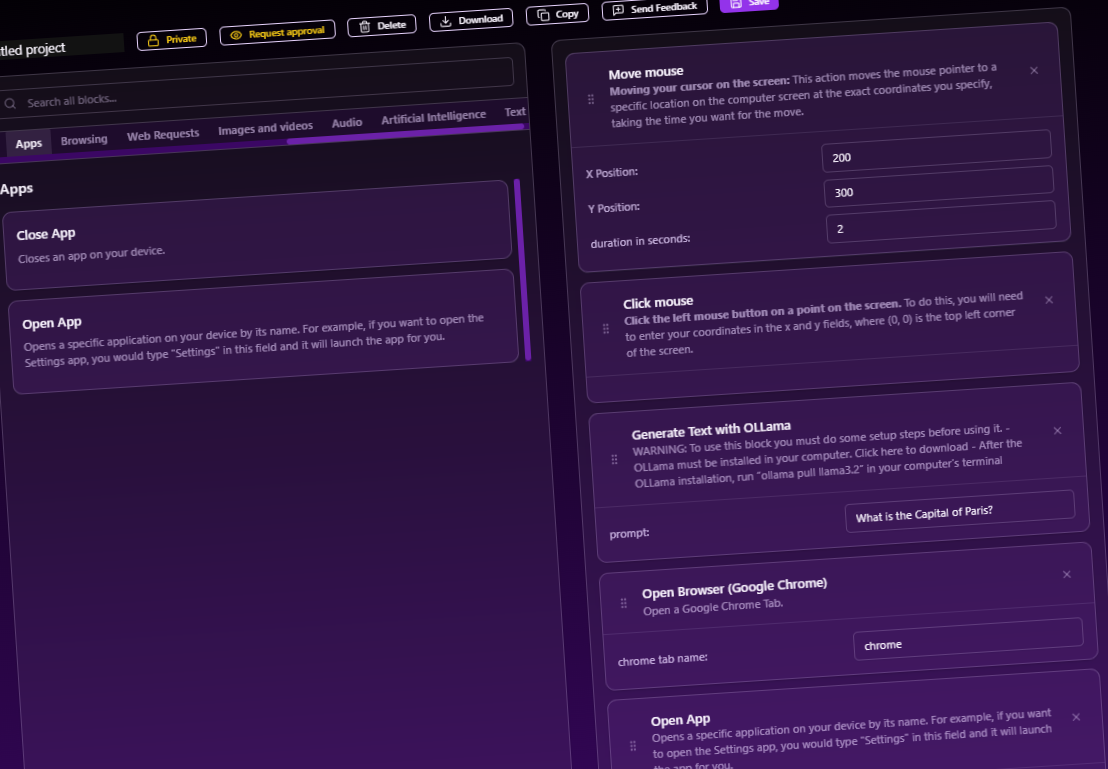 tled project
Private
Request approval
Delete
Download
Copy
Send Feedback
Save
Search all blocks...
Apps
Browsing
Web Requests
Images and videos
Audio
Artificial Intelligence
Text
Apps
Close App
Closes an app on your device.
Open App
Opens a specific application on your device by its name. For example, if you want to open the
Settings app, you would type "Settings" in this field and it will launch the app for you.
Move mouse
Moving your cursor on the screen: This action moves the mouse pointer to a
specific location on the computer screen at the exact coordinates you specify,
taking the time you want for the move.
X Position:
200
Y Position:
300
duration in seconds:
2
Click mouse
Click the left mouse button on a point on the screen. To do this, you will need
to enter your coordinates in the x and y fields, where (0, 0) is the top left corner
of the screen.
Generate Text with OLLama
WARNING: To use this block you must do some setup steps before using it. -
OLLama must be installed in your computer. Click here to download - After the
OLLama installation, run "ollama pull llama3.2" in your computer's terminal
prompt:
What is the Capital of Paris?
Open Browser (Google Chrome)
Open a Google Chrome Tab.
chrome tab name:
chrome
Open App
Opens a specific application on your device by its name. For example, if you want
to open the Settings app, you would type "Settings" in this field and it will launch
the app for you.